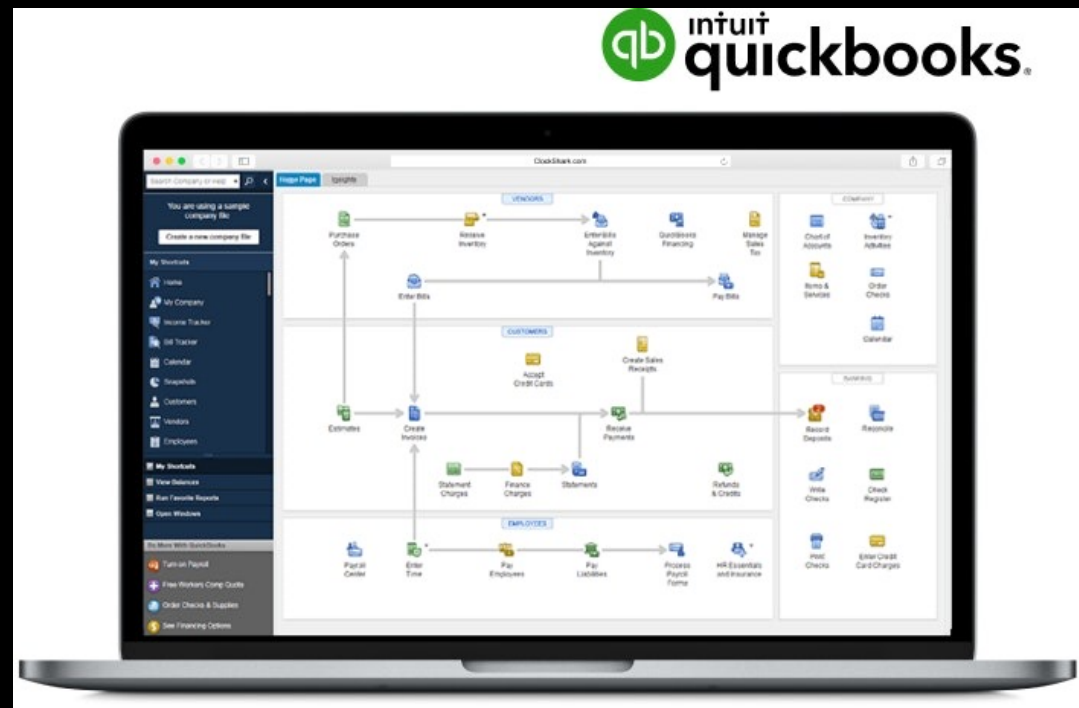 intuit
quickbooks.
ClockShark.com
Search Company or Help
Home Page
Insights
You are using a sample
company file
Create a new company file
My Shortcuts
Home
My Company
Income Tracker
Bill Tracker
Calendar
Snapshots
Customers
Vendors
Employees
My Shortcuts
View Balances
Run Favorite Reports
Open Windows
Do More With QuickBooks
Turn on Payroll
Free Workers Comp Quote
Order Checks & Supplies
See Financing Options
VENDORS
Purchase
Orders
Receive
Inventory
Enter Bills
Against
Inventory
QuickBooks
Financing
Manage
Sales
Tax
Enter Bills
Pay Bills
CUSTOMERS
Accept
Credit Cards
Create Sales
Receipts
Estimates
Create
Invoices
Receive
Payments
Statement
Charges
Finance
Charges
Statements
Refunds
& Credits
EMPLOYEES
Payroll
Center
Enter
Time
Pay
Employees
Pay
Liabilities
Process
Payroll
Forms
HR Essentials
and Insurance
COMPANY
Chart of
Accounts
Inventory
Activities
Items &
Services
Order
Checks
Calendar
BANKING
Record
Deposits
Reconcile
Write
Checks
Check
Register
Print
Checks
Enter Credit
Card Charges